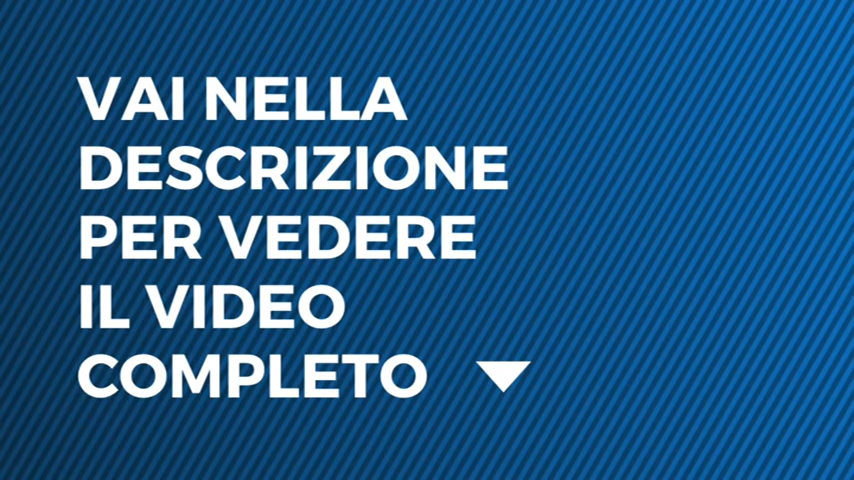 VAI NELLA
DESCRIZIONE
PER VEDERE
IL VIDEO
COMPLETO